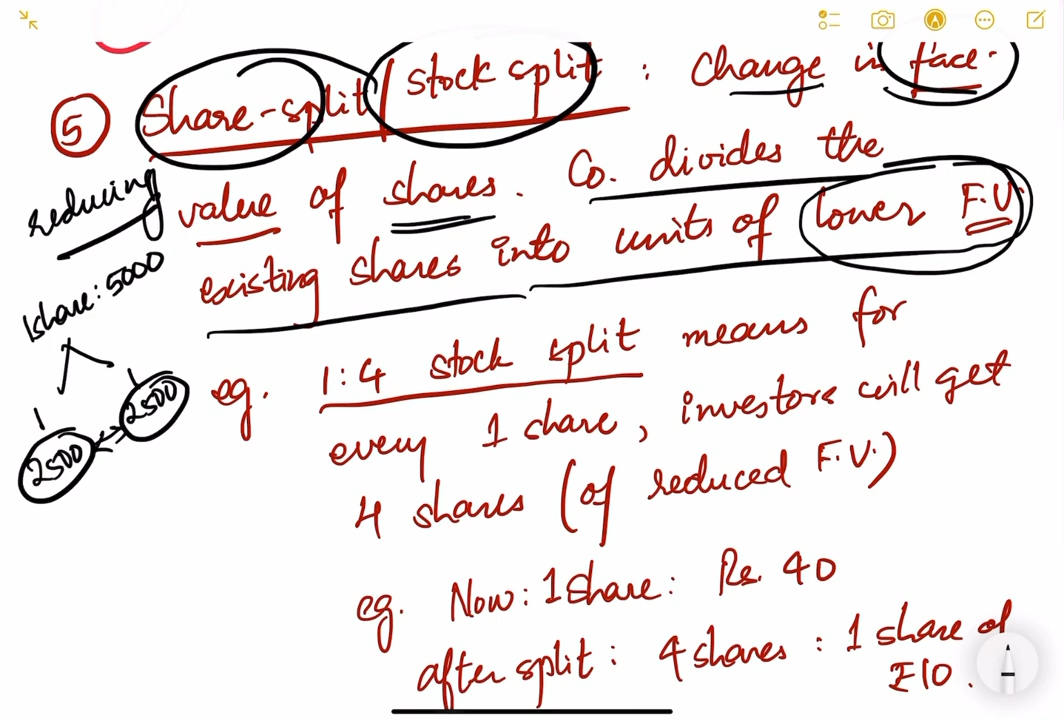 ⑤ Share-split / stock split : Change in face-
reducing
value of shares. Co. divides the
existing shares into units of lower F.V.
1share: 5000
1 1
2500 2500
eg. 1:4 stock split means for
every 1 share, investors will get
4 shares (of reduced F.V.)
eg. Now: 1 Share: Rs. 40
after split: 4 shares : 1 share of
₹10.